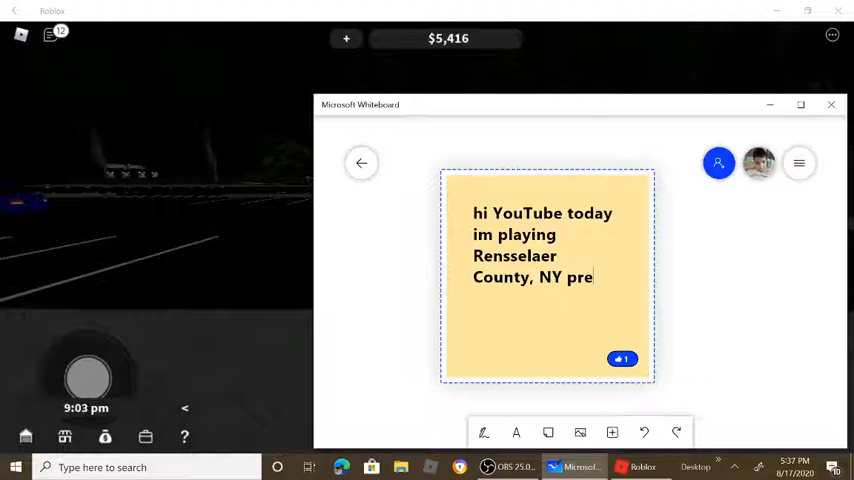 Roblox
12
+
$5,416
Microsoft Whiteboard
hi YouTube today
im playing
Rensselaer
County, NY pre
1
9:03 pm
<
?
A
Type here to search
OBS 25.0...
Microsof...
Roblox
Desktop
»
5:37 PM
8/17/2020
10